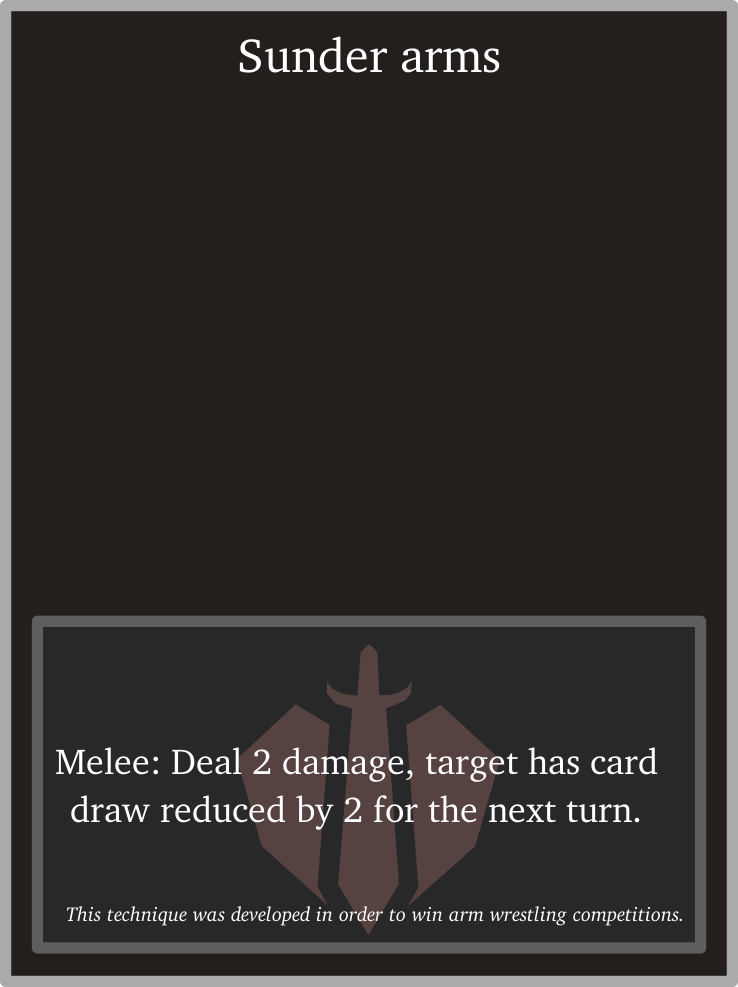 Sunder arms
Melee: Deal 2 damage, target has card
draw reduced by 2 for the next turn.
This technique was developed in order to win arm wrestling competitions.